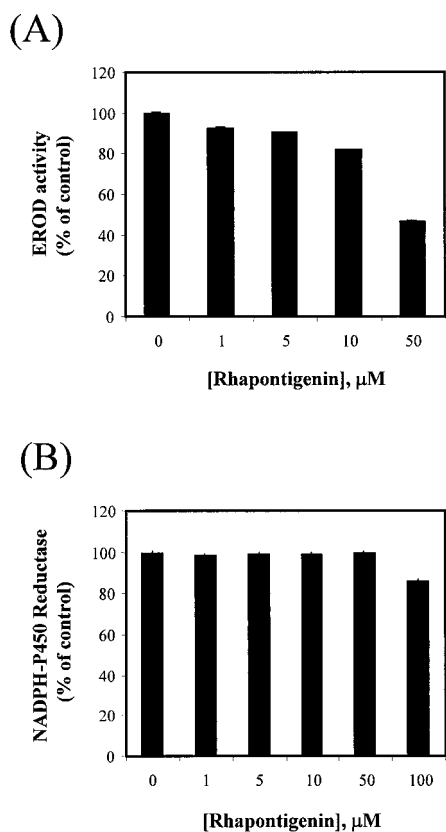 (A)
120
100
80
60
40
20
0
EROD activity
(% of control)
0 1 5 10 50
[Rhapontigenin], μM
(B)
120
100
80
60
40
20
0
NADPH-P450 Reductase
(% of control)
0 1 5 10 50 100
[Rhapontigenin], μM